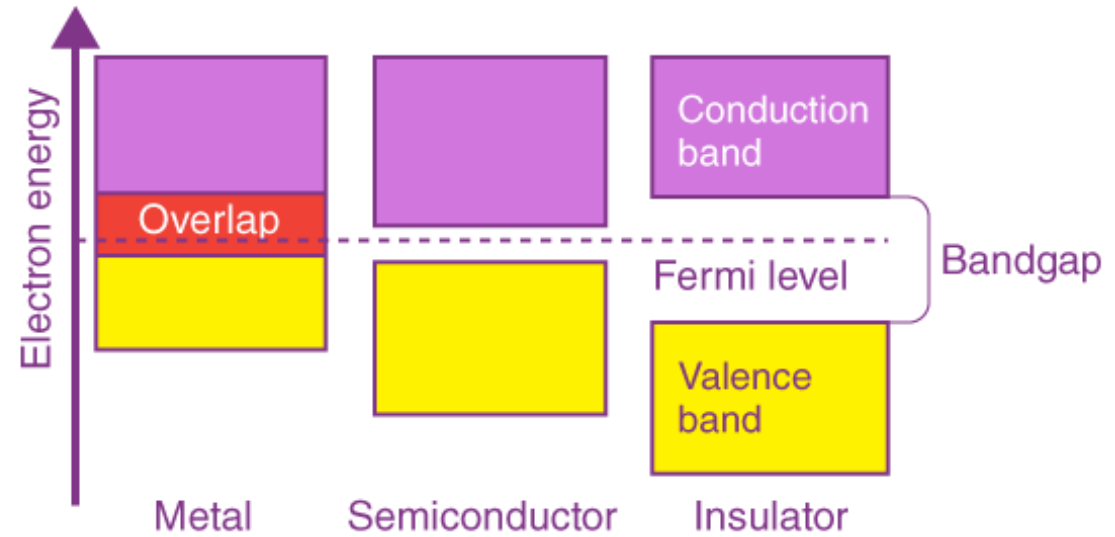 Electron energy
Overlap
Conduction
band
Fermi level
Bandgap
Valence
band
Metal
Semiconductor
Insulator